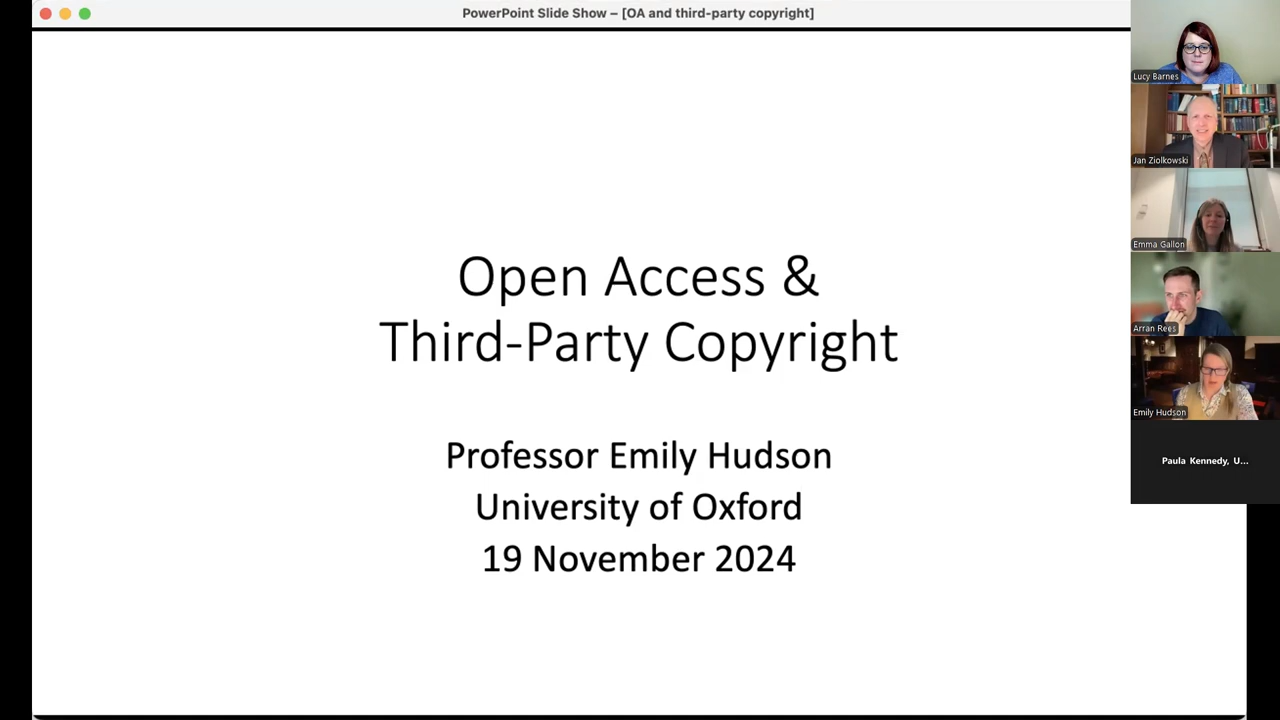 PowerPoint Slide Show – [OA and third-party copyright]
Open Access &
Third-Party Copyright
Professor Emily Hudson
University of Oxford
19 November 2024
Lucy Barnes
Jan Ziolkowski
Emma Gallon
Arran Rees
Emily Hudson
Paula Kennedy, U...